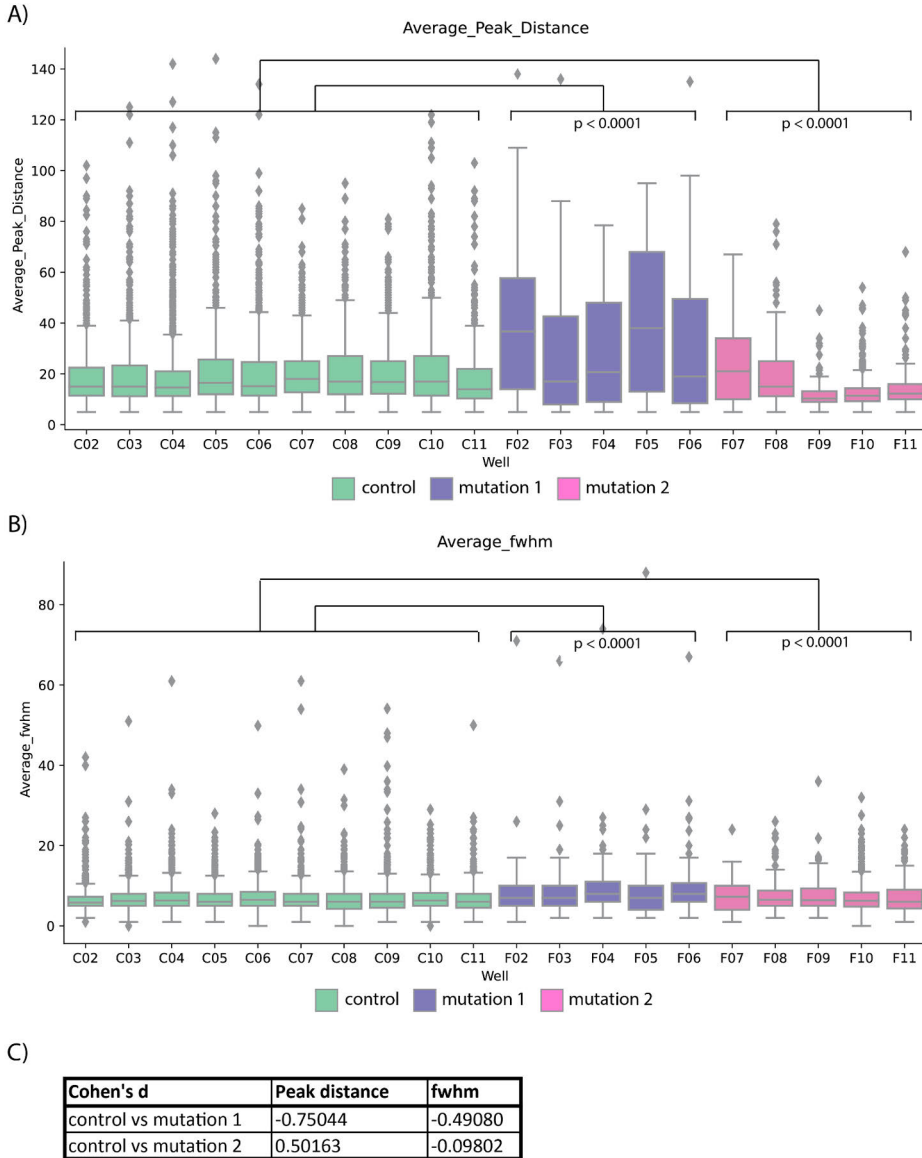 A)
Average_Peak_Distance
140
120
100
80
60
40
20
0
Average_Peak_Distance
p < 0.0001
p < 0.0001
C02 C03 C04 C05 C06 C07 C08 C09 C10 C11 F02 F03 F04 F05 F06 F07 F08 F09 F10 F11
Well
control mutation 1 mutation 2
B)
Average_fwhm
80
60
40
20
0
Average_fwhm
p < 0.0001
p < 0.0001
C02 C03 C04 C05 C06 C07 C08 C09 C10 C11 F02 F03 F04 F05 F06 F07 F08 F09 F10 F11
Well
control mutation 1 mutation 2
C)
Cohen's d Peak distance fwhm
control vs mutation 1 -0.75044 -0.49080
control vs mutation 2 0.50163 -0.09802